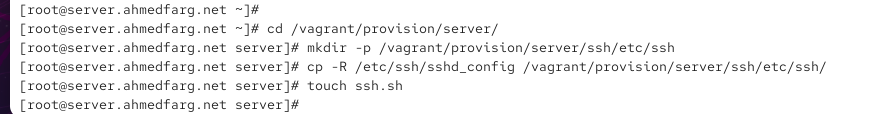 [root@server.ahmedfarg.net ~]#
[root@server.ahmedfarg.net ~]# cd /vagrant/provision/server/
[root@server.ahmedfarg.net server]# mkdir -p /vagrant/provision/server/ssh/etc/ssh
[root@server.ahmedfarg.net server]# cp -R /etc/ssh/sshd_config /vagrant/provision/server/ssh/etc/ssh/
[root@server.ahmedfarg.net server]# touch ssh.sh
[root@server.ahmedfarg.net server]#